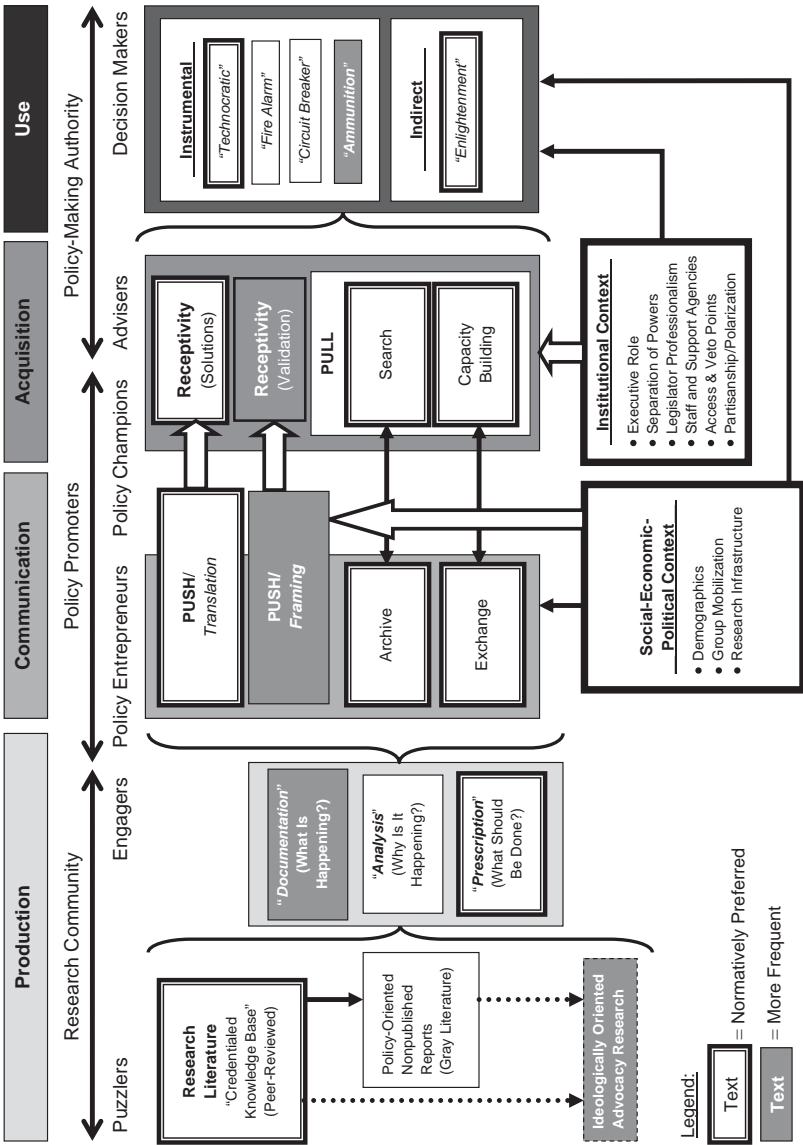 Production
Communication
Acquisition
Use
Research Community
Policy Promoters
Policy-Making Authority
Puzzlers
Engagers
Policy Entrepreneurs
Policy Champions
Advisers
Decision Makers
Research
Literature
“Credentialed
Knowledge Base”
(Peer-Reviewed)
Policy-Oriented
Nonpublished
Reports
(Gray Literature)
Ideologically Oriented
Advocacy Research
“Documentation”
(What Is
Happening?)
“Analysis”
(Why Is It
Happening?)
“Prescription”
(What Should
Be Done?)
PUSH/
Translation
PUSH/
Framing
Archive
Exchange
Receptivity
(Solutions)
Receptivity
(Validation)
PULL
Search
Capacity
Building
Instrumental
“Technocratic”
“Fire Alarm”
“Circuit Breaker”
“Ammunition”
Indirect
“Enlightenment”
Social-Economic-
Political Context
• Demographics
• Group Mobilization
• Research Infrastructure
Institutional Context
• Executive Role
• Separation of Powers
• Legislator Professionalism
• Staff and Support Agencies
• Access & Veto Points
• Partisanship/Polarization
Legend:
Text = Normatively Preferred
Text = More Frequent